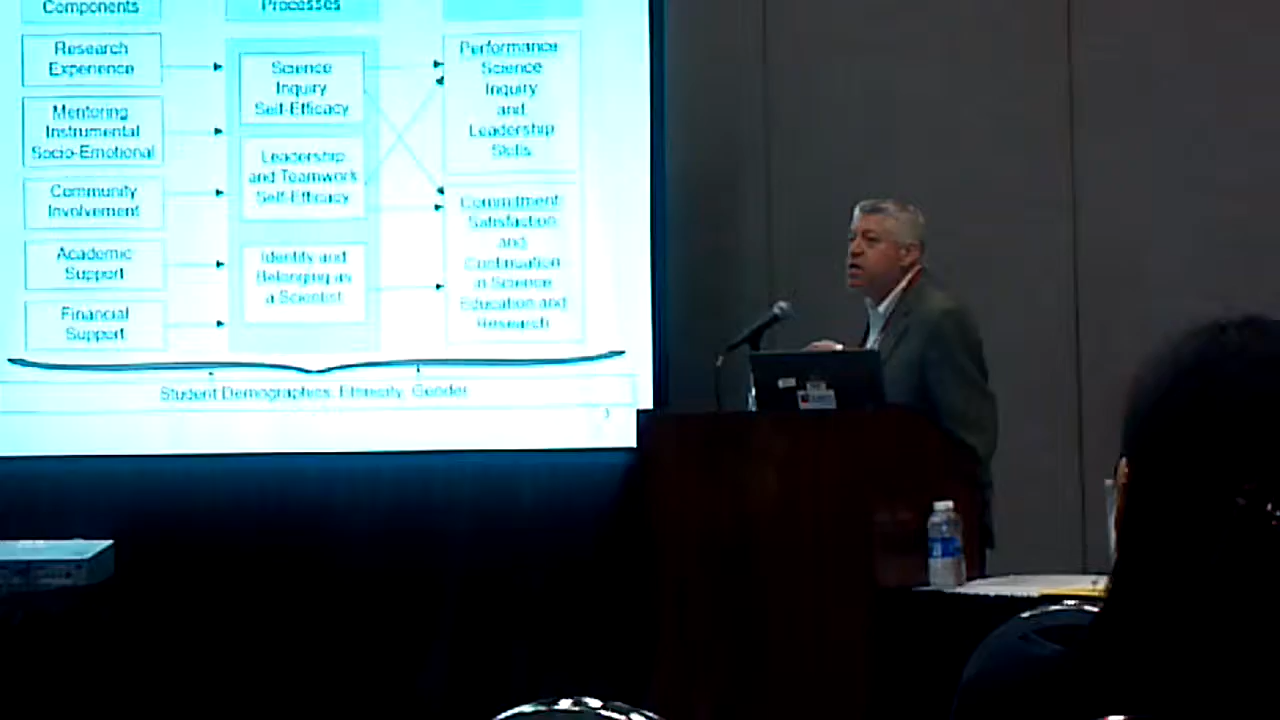 Components
Processes
Research
Experience
Mentoring
Instrumental
Socio-Emotional
Community
Involvement
Academic
Support
Financial
Support
Science
Inquiry
Self-Efficacy
Leadership
and Teamwork
Self-Efficacy
Identity and
Belonging as
a Scientist
Performance:
Science
Inquiry
and
Leadership
Skills
Commitment:
Satisfaction
and
Continuation
in Science
Education and
Research
Student Demographics: Ethnicity, Gender
3